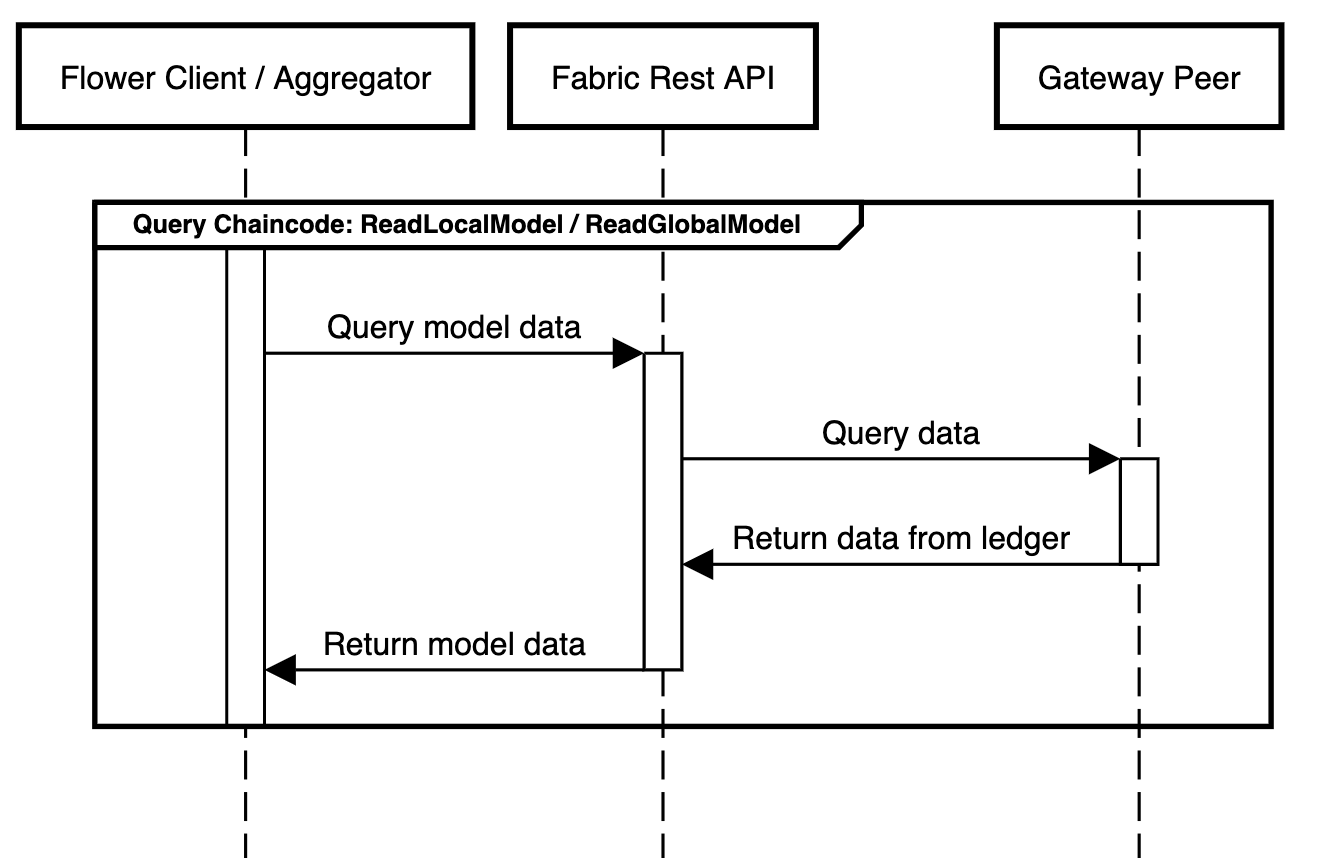 Flower Client / Aggregator
Fabric Rest API
Gateway Peer
Query Chaincode: ReadLocalModel / ReadGlobalModel
Query model data
Query data
Return data from ledger
Return model data